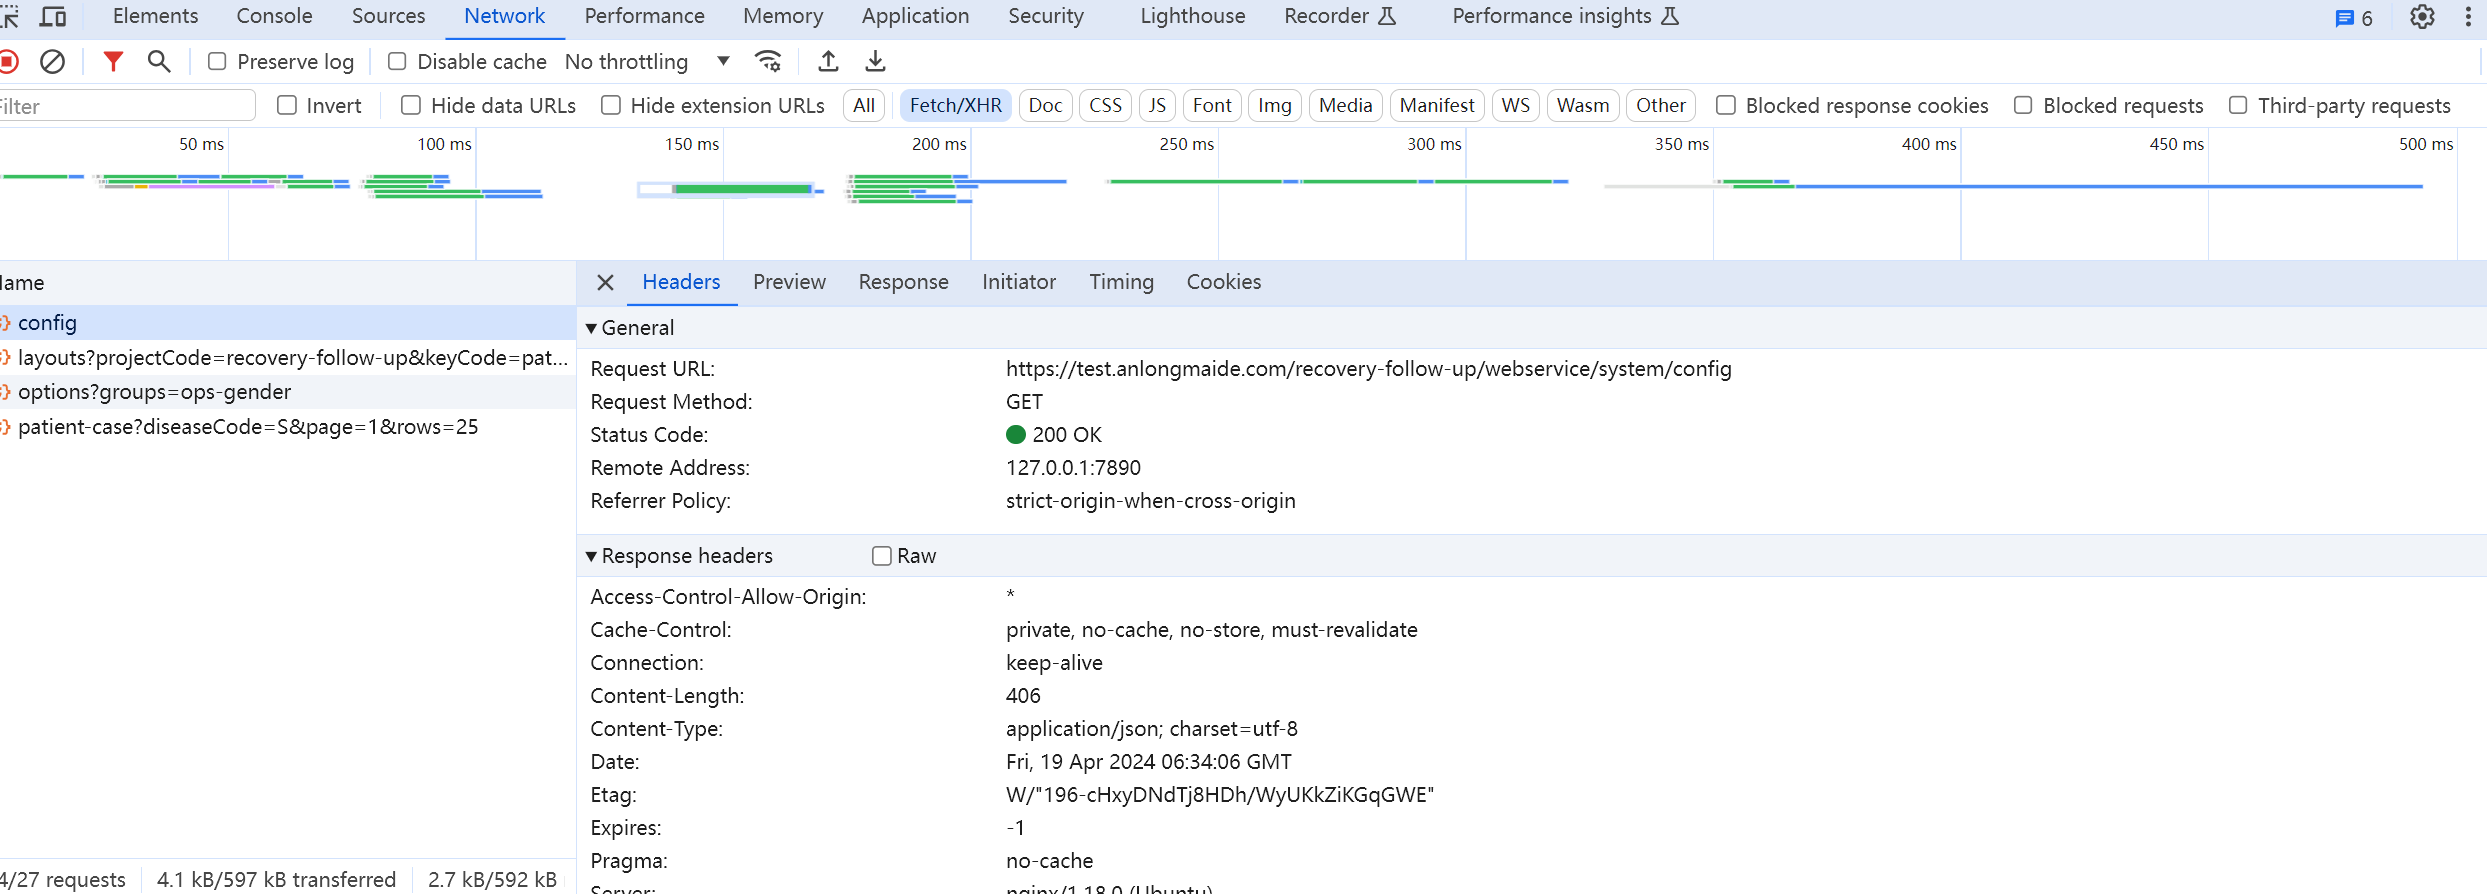 Elements Console Sources Network Performance Memory Application Security Lighthouse Recorder Performance insights 6
Preserve log Disable cache No throttling
Filter Invert Hide data URLs Hide extension URLs All Fetch/XHR Doc CSS JS Font Img Media Manifest WS Wasm Other Blocked response cookies Blocked requests Third-party requests
50 ms 100 ms 150 ms 200 ms 250 ms 300 ms 350 ms 400 ms 450 ms 500 ms
Name
config
layouts?projectCode=recovery-follow-up&keyCode=pat...
options?groups=ops-gender
patient-case?diseaseCode=S&page=1&rows=25
4/27 requests 4.1 kB/597 kB transferred 2.7 kB/592 kB
Headers Preview Response Initiator Timing Cookies
General
Request URL: https://test.anlongmaide.com/recovery-follow-up/webservice/system/config
Request Method: GET
Status Code: 200 OK
Remote Address: 127.0.0.1:7890
Referrer Policy: strict-origin-when-cross-origin
Response headers Raw
Access-Control-Allow-Origin: *
Cache-Control: private, no-cache, no-store, must-revalidate
Connection: keep-alive
Content-Length: 406
Content-Type: application/json; charset=utf-8
Date: Fri, 19 Apr 2024 06:34:06 GMT
Etag: W/"196-cHxyDNdTj8HDh/WyUKkZiKGqGWE"
Expires: -1
Pragma: no-cache
Server: nginx/1.18.0 (Ubuntu)